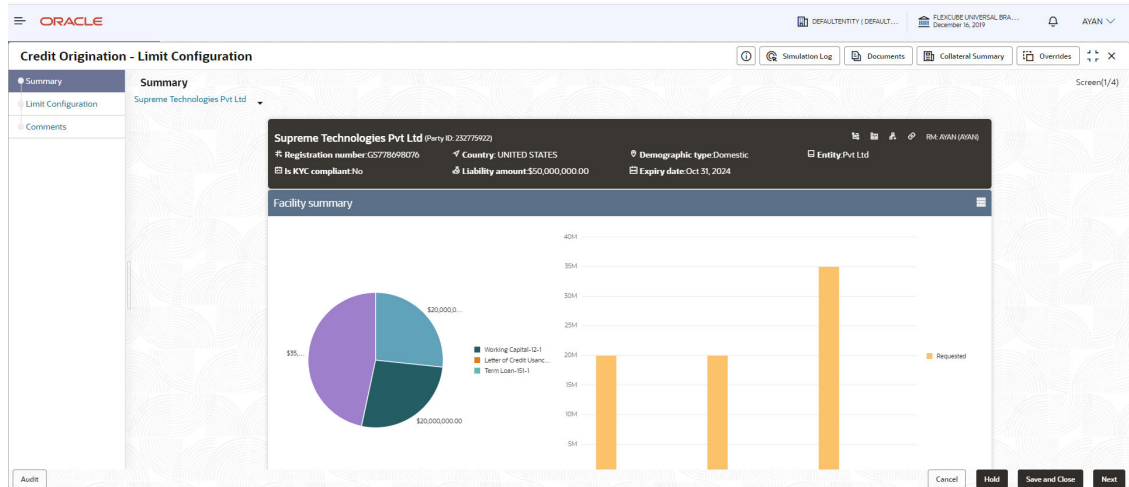 ORACLE
DEFAULTENTITY ( DEFAULT...
FLEXCUBE UNIVERSAL BRA...
December 16, 2019
AYAN
Credit Origination - Limit Configuration
Simulation Log
Documents
Collateral Summary
Overrides
Summary
Limit Configuration
Comments
Summary
Screen(1/4)
Supreme Technologies Pvt Ltd
Supreme Technologies Pvt Ltd (Party ID: 232775922)
RM: AYAN (AYAN)
Registration number:GS778698076
Country: UNITED STATES
Demographic type:Domestic
Entity:Pvt Ltd
Is KYC compliant:No
Liability amount:$50,000,000.00
Expiry date:Oct 31, 2024
Facility summary
$20,000,0...
$35,...
$20,000,000.00
Working Capital-12-1
Letter of Credit Usanc...
Term Loan-151-1
40M
35M
30M
25M
20M
15M
10M
5M
Requested
Audit
Cancel
Hold
Save and Close
Next